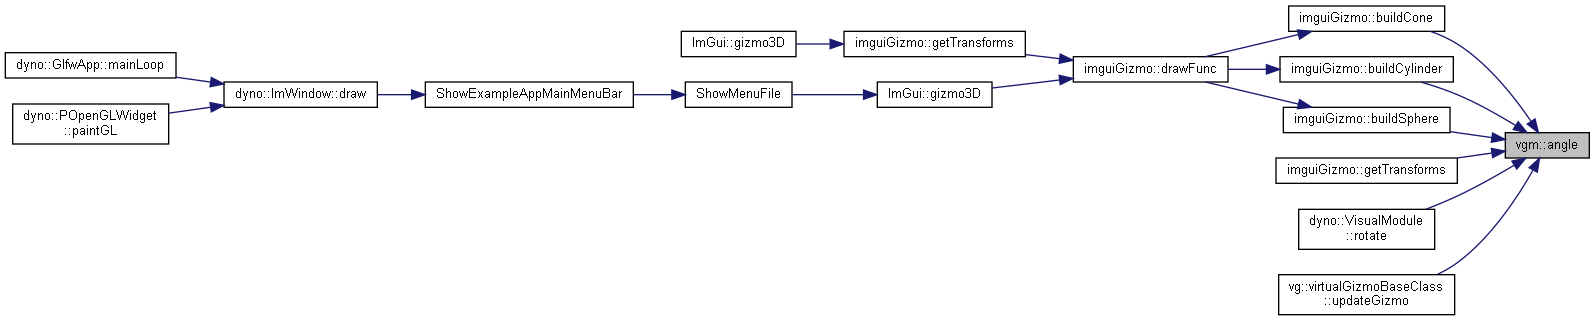 imguiGizmo::buildCone
ImGui::gizmo3D
imguiGizmo::getTransforms
dyno::GlfwApp::mainLoop
imguiGizmo::drawFunc
imguiGizmo::buildCylinder
dyno::ImWindow::draw
ShowExampleAppMainMenuBar
ShowMenuFile
ImGui::gizmo3D
dyno::POpenGLWidget
::paintGL
imguiGizmo::buildSphere
vgm::angle
imguiGizmo::getTransforms
dyno::VisualModule
::rotate
vg::virtualGizmoBaseClass
::updateGizmo